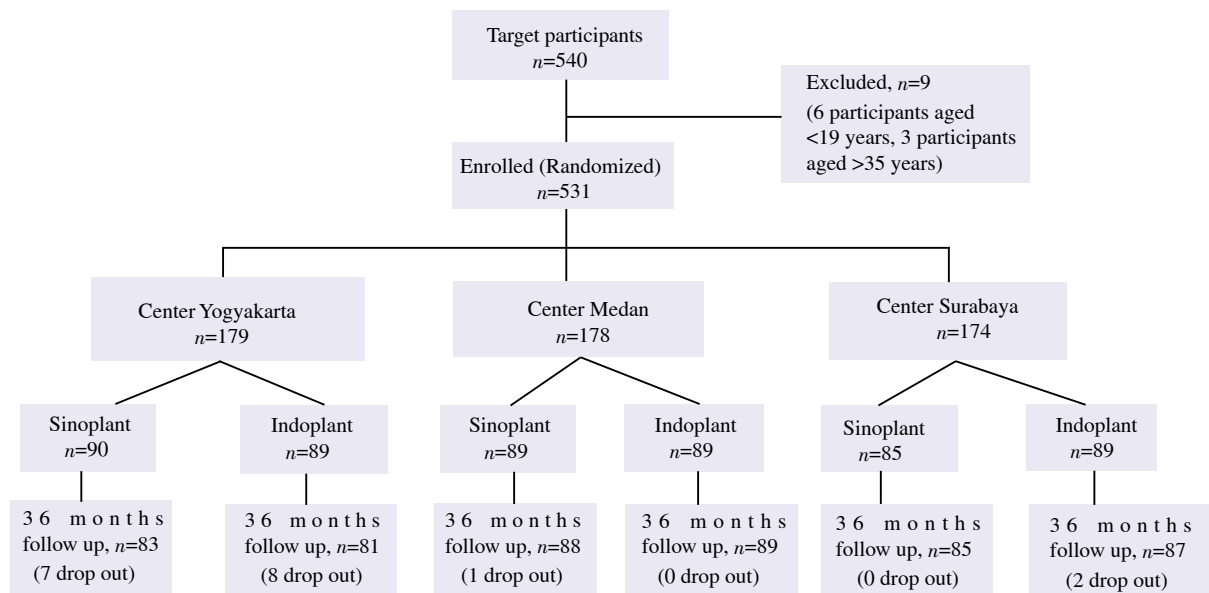 Target participants
n=540
Excluded, n=9
(6 participants aged
<19 years, 3 participants
aged >35 years)
Enrolled (Randomized)
n=531
Center Yogyakarta
n=179
Center Medan
n=178
Center Surabaya
n=174
Sinoplant
n=90
Indoplant
n=89
Sinoplant
n=89
Indoplant
n=89
Sinoplant
n=85
Indoplant
n=89
36 months
follow up, n=83
(7 drop out)
36 months
follow up, n=81
(8 drop out)
36 months
follow up, n=88
(1 drop out)
36 months
follow up, n=89
(0 drop out)
36 months
follow up, n=85
(0 drop out)
36 months
follow up, n=87
(2 drop out)